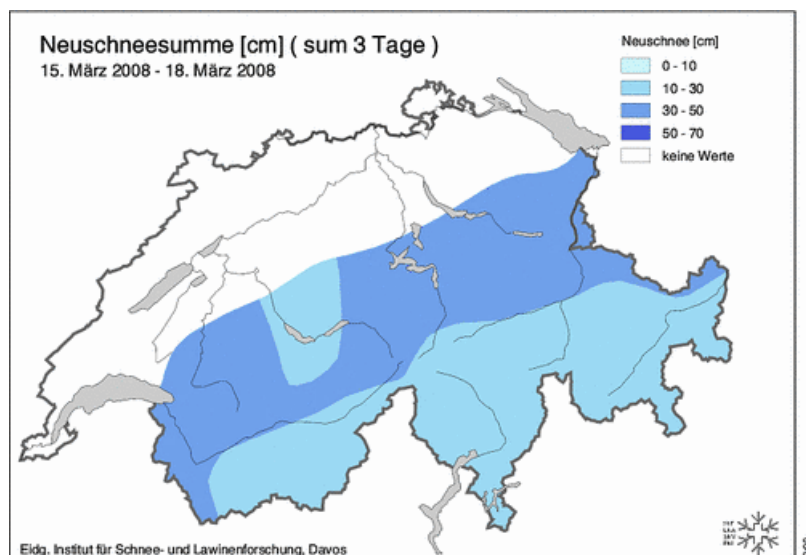 Neuschneesumme [cm] ( sum 3 Tage )
15. März 2008 - 18. März 2008
Neuschnee [cm]
0 - 10
10 - 30
30 - 50
50 - 70
keine Werte
Eidg. Institut für Schnee- und Lawinenforschung, Davos